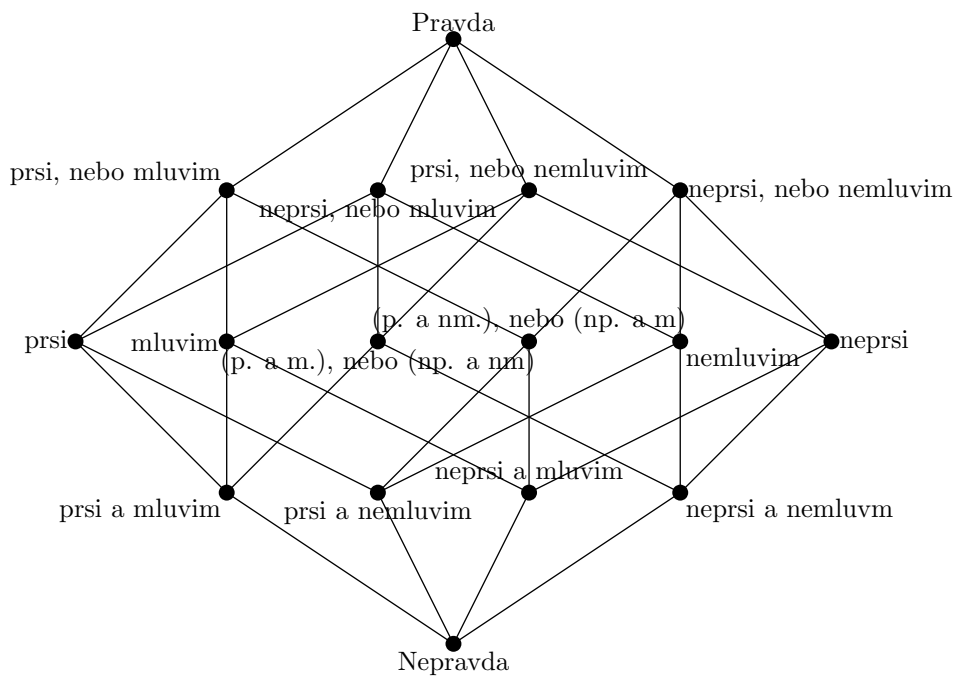 Pravda
prsi, nebo mluvim
prsi, nebo nemluvim
neprsi, nebo nemluvim
neprsi, nebo mluvim
(p. a nm.), nebo (np. a m)
prsi
mluvim
neprsi
(p. a m.), nebo (np. a nm)
nemluvim
neprsi a mluvim
prsi a mluvim
prsi a nemluvim
neprsi a nemluvm
Nepravda